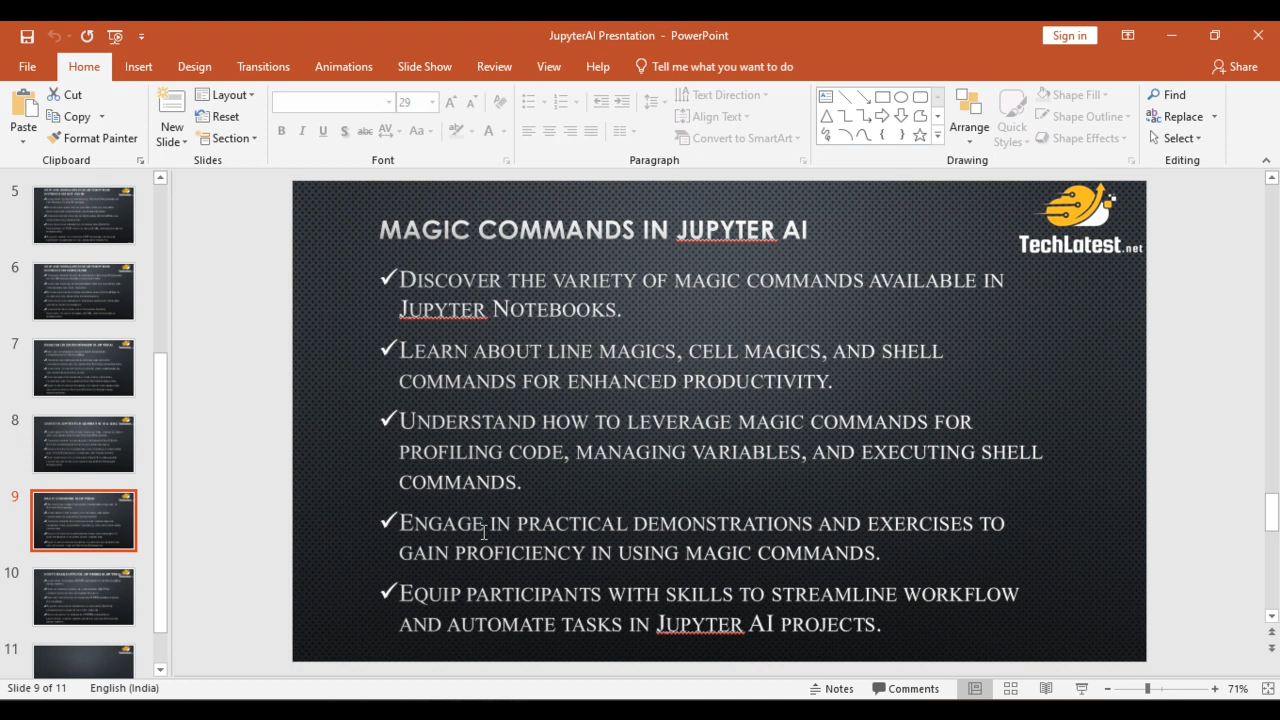 JupyterAI Presntation - PowerPoint
Sign in
File Home Insert Design Transitions Animations Slide Show Review View Help Tell me what you want to do Share
Paste
Cut
Copy
Format Painter
Clipboard
New Slide
Layout
Reset
Section
Slides
29
Font
Text Direction
Align Text
Convert to SmartArt
Paragraph
Arrange
Quick Styles
Shape Fill
Shape Outline
Shape Effects
Drawing
Find
Replace
Select
Editing
5
6
7
8
9
10
11
TechLatest.net
MAGIC COMMANDS IN JUPYTER AI
✓DISCOVER THE VARIETY OF MAGIC COMMANDS AVAILABLE IN
JUPYTER NOTEBOOKS.
✓LEARN ABOUT LINE MAGICS, CELL MAGICS, AND SHELL
COMMANDS FOR ENHANCED PRODUCTIVITY.
✓UNDERSTAND HOW TO LEVERAGE MAGIC COMMANDS FOR
PROFILING CODE, MANAGING VARIABLES, AND EXECUTING SHELL
COMMANDS.
✓ENGAGE IN PRACTICAL DEMONSTRATIONS AND EXERCISES TO
GAIN PROFICIENCY IN USING MAGIC COMMANDS.
✓EQUIP PARTICIPANTS WITH SKILLS TO STREAMLINE WORKFLOW
AND AUTOMATE TASKS IN JUPYTER AI PROJECTS.
Slide 9 of 11 English (India) Notes Comments 71%